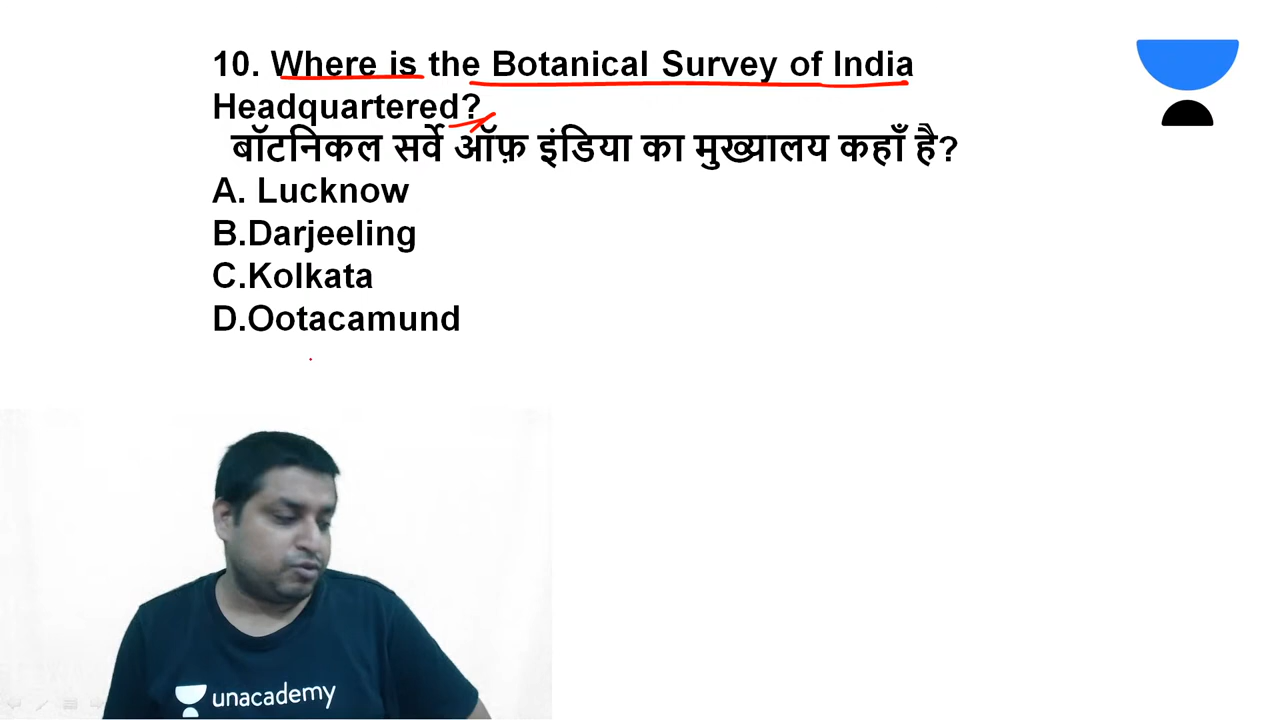 10. Where is the Botanical Survey of India
Headquartered?
बॉटनिकल सर्वे ऑफ़ इंडिया का मुख्यालय कहाँ है?
A. Lucknow
B.Darjeeling
C.Kolkata
D.Ootacamund
unacademy